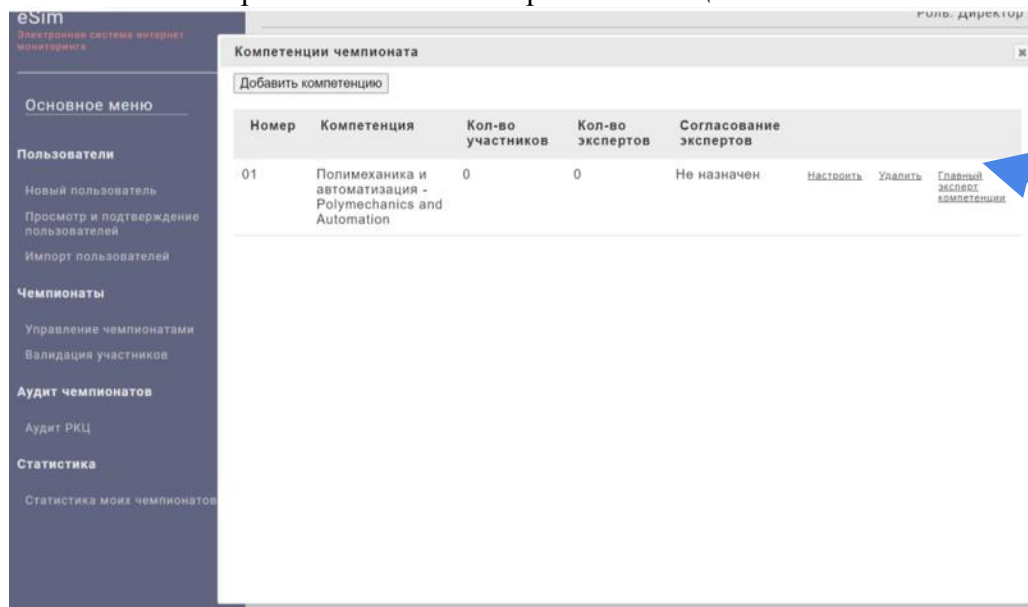 eSim
Роль: Директор
Электронная система интернет
мониторинга
Компетенции чемпионата
Добавить компетенцию
Основное меню
Номер Компетенция Кол-во участников Кол-во экспертов Согласование экспертов
Пользователи
01 Полимеханика и автоматизация - Polymechanics and Automation 0 0 Не назначен Настроить Удалить Главный эксперт компетенции
Новый пользователь
Просмотр и подтверждение
пользователей
Импорт пользователей
Чемпионаты
Управление чемпионатами
Валидация участников
Аудит чемпионатов
Аудит РКЦ
Статистика
Статистика моих чемпионатов